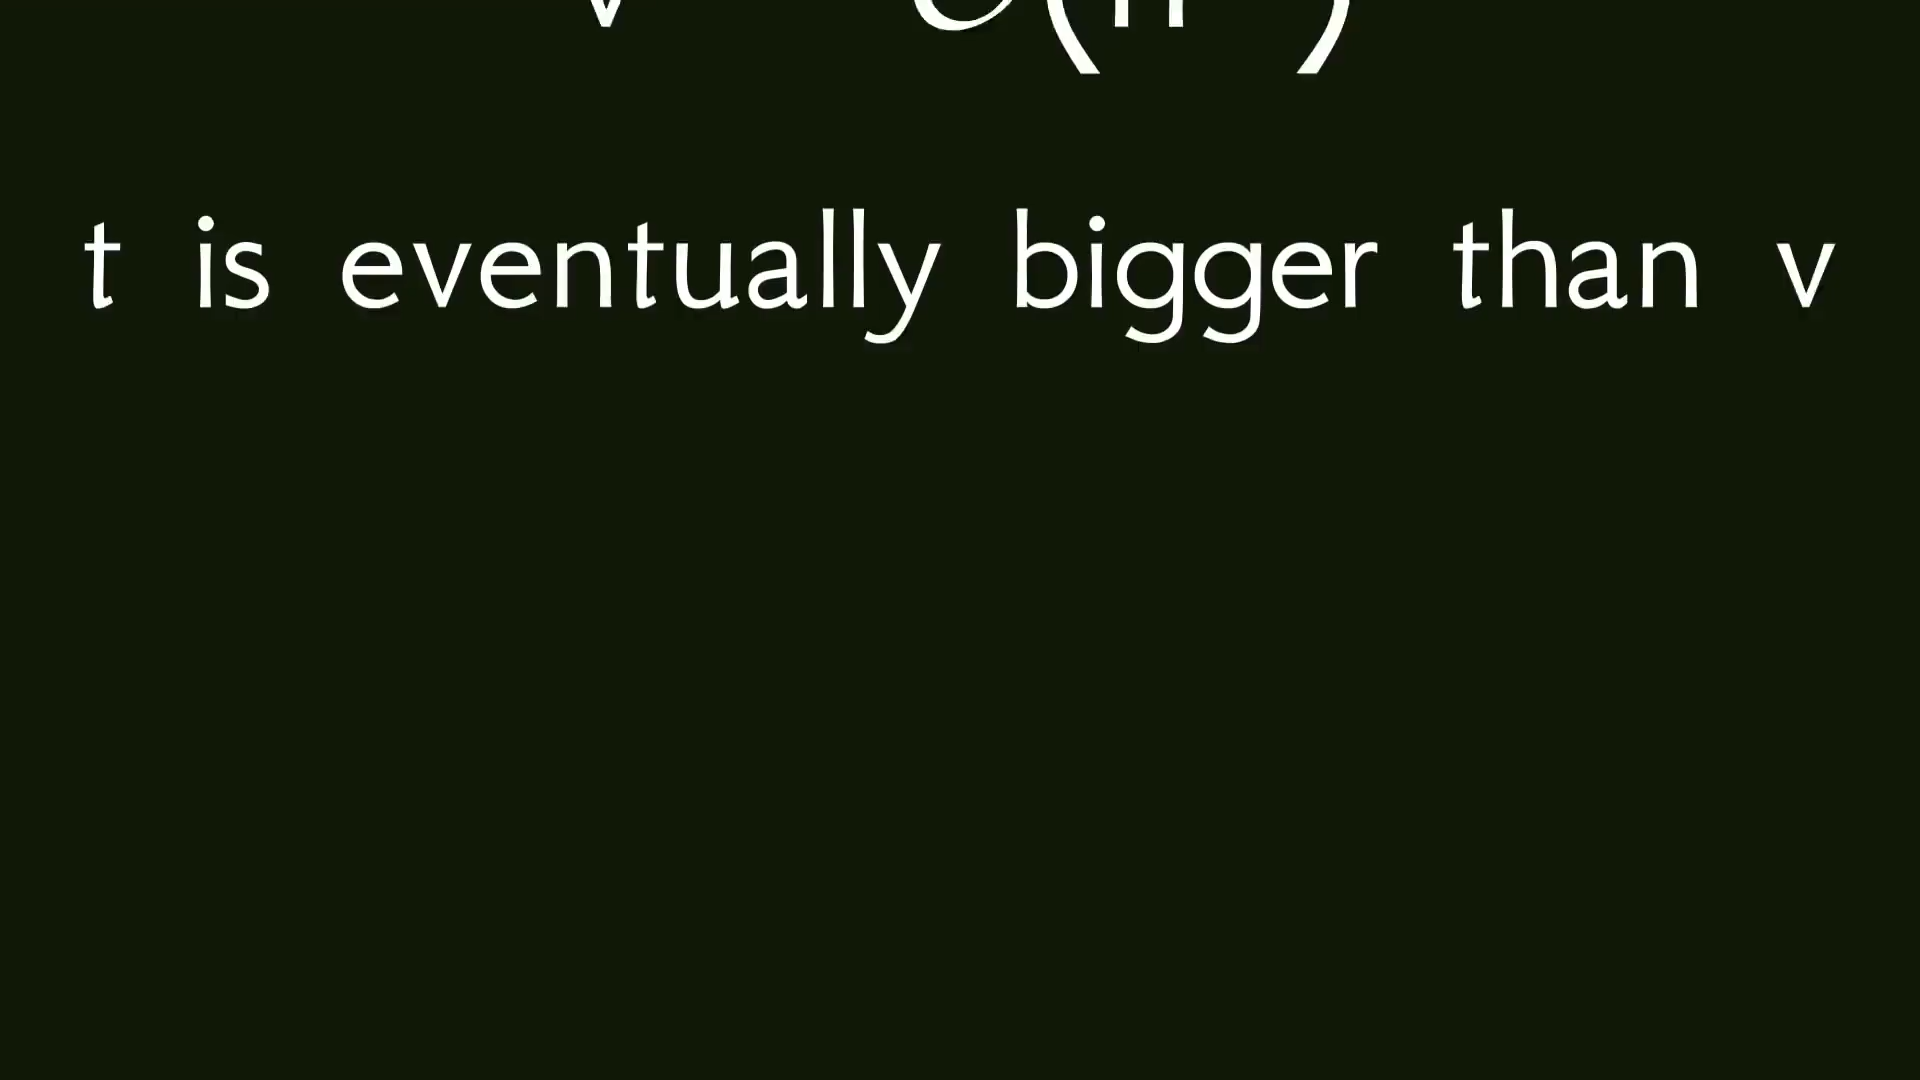 t is eventually bigger than v